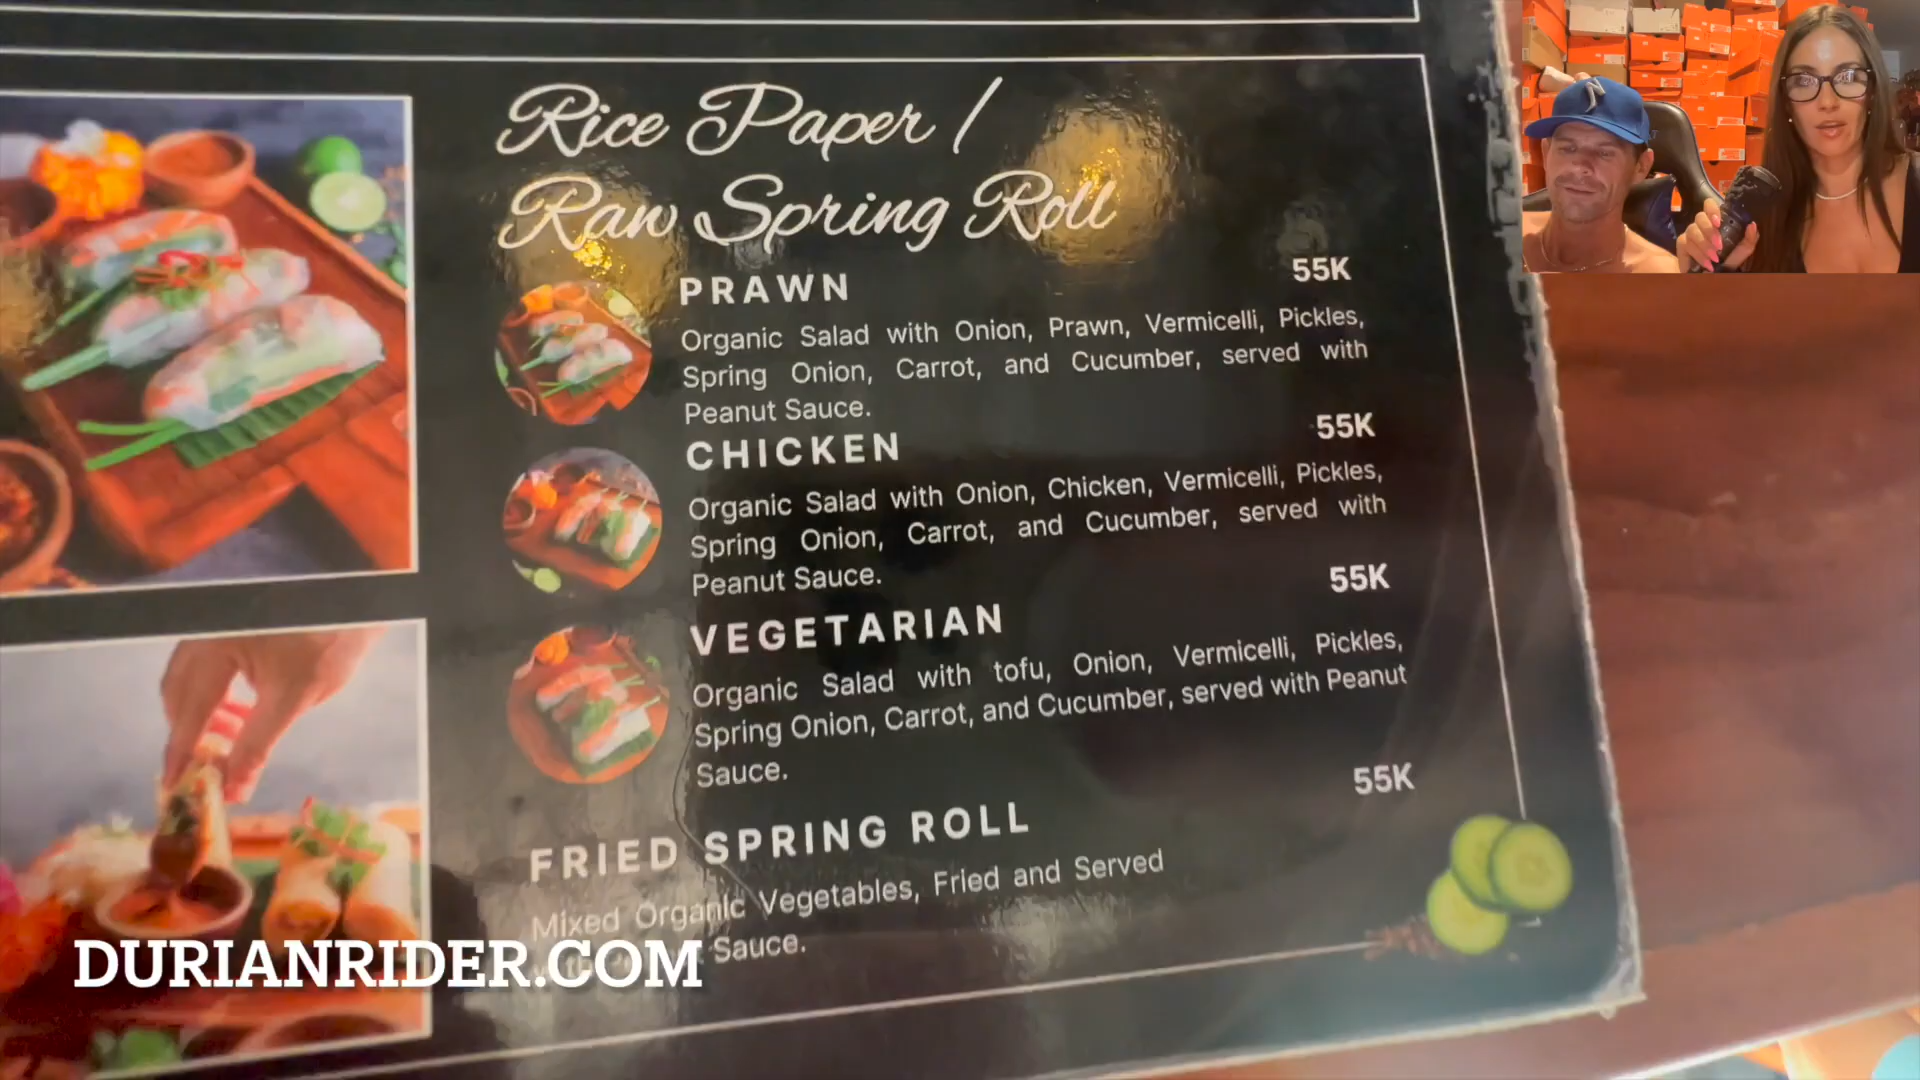 Rice Paper /
Raw Spring Roll
PRAWN 55K
Organic Salad with Onion, Prawn, Vermicelli, Pickles,
Spring Onion, Carrot, and Cucumber, served with
Peanut Sauce.
CHICKEN 55K
Organic Salad with Onion, Chicken, Vermicelli, Pickles,
Spring Onion, Carrot, and Cucumber, served with
Peanut Sauce.
VEGETARIAN 55K
Organic Salad with tofu, Onion, Vermicelli, Pickles,
Spring Onion, Carrot, and Cucumber, served with Peanut
Sauce.
FRIED SPRING ROLL 55K
Mixed Organic Vegetables, Fried and Served
Sauce.
DURIANRIDER.COM